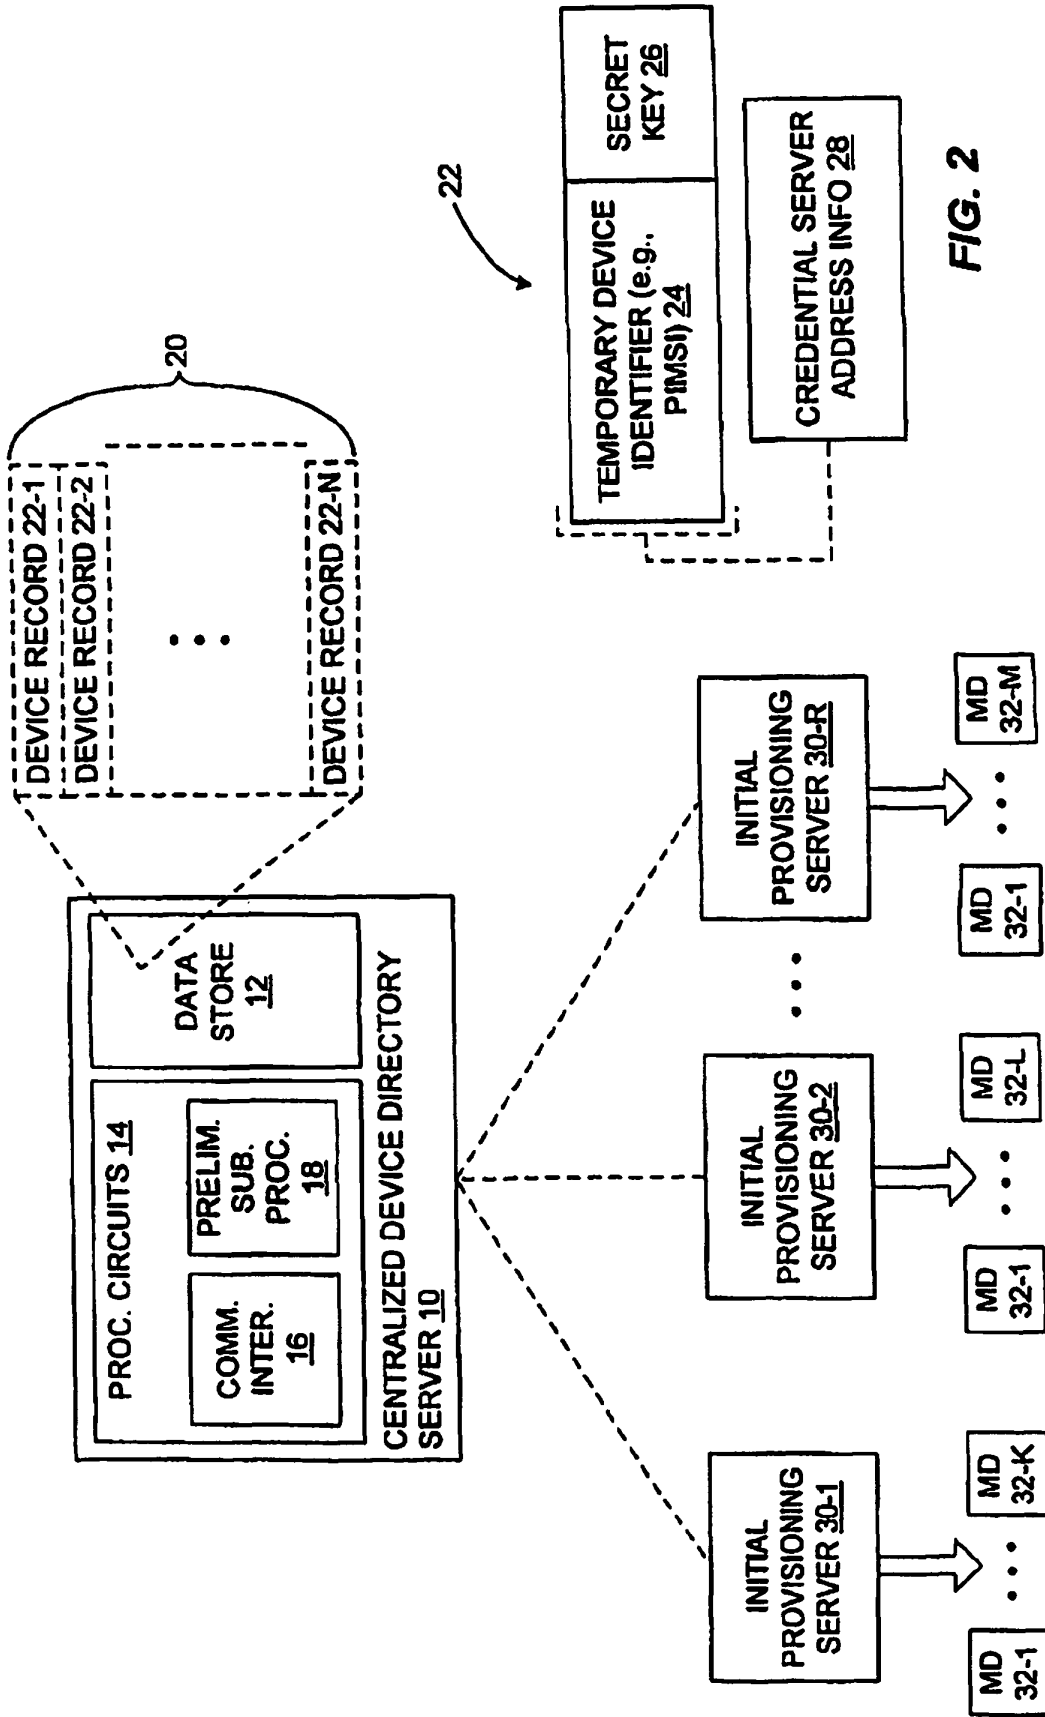 PROC. CIRCUITS 14
COMM.
INTER.
16
PRELIM.
SUB.
PROC.
18
DATA
STORE
12
CENTRALIZED DEVICE DIRECTORY
SERVER 10
DEVICE RECORD 22-1
DEVICE RECORD 22-2
DEVICE RECORD 22-N
20
22
TEMPORARY DEVICE
IDENTIFIER (e.g.,
PIMSI) 24
SECRET
KEY 26
CREDENTIAL SERVER
ADDRESS INFO 28
INITIAL
PROVISIONING
SERVER 30-1
INITIAL
PROVISIONING
SERVER 30-2
INITIAL
PROVISIONING
SERVER 30-R
MD
32-1
MD
32-K
MD
32-1
MD
32-L
MD
32-1
MD
32-M
FIG. 2